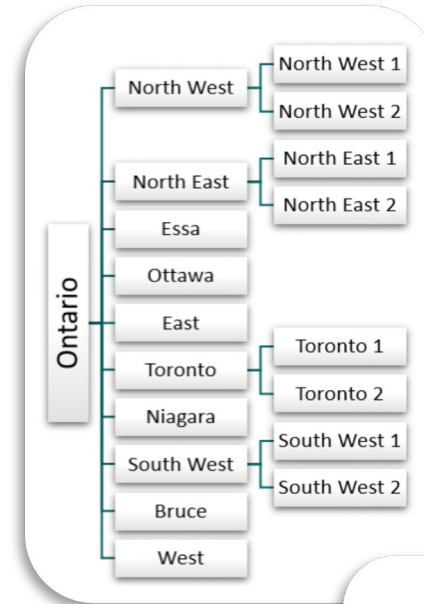 Ontario
North West
North West 1
North West 2
North East
North East 1
North East 2
Essa
Ottawa
East
Toronto
Toronto 1
Toronto 2
Niagara
South West
South West 1
South West 2
Bruce
West